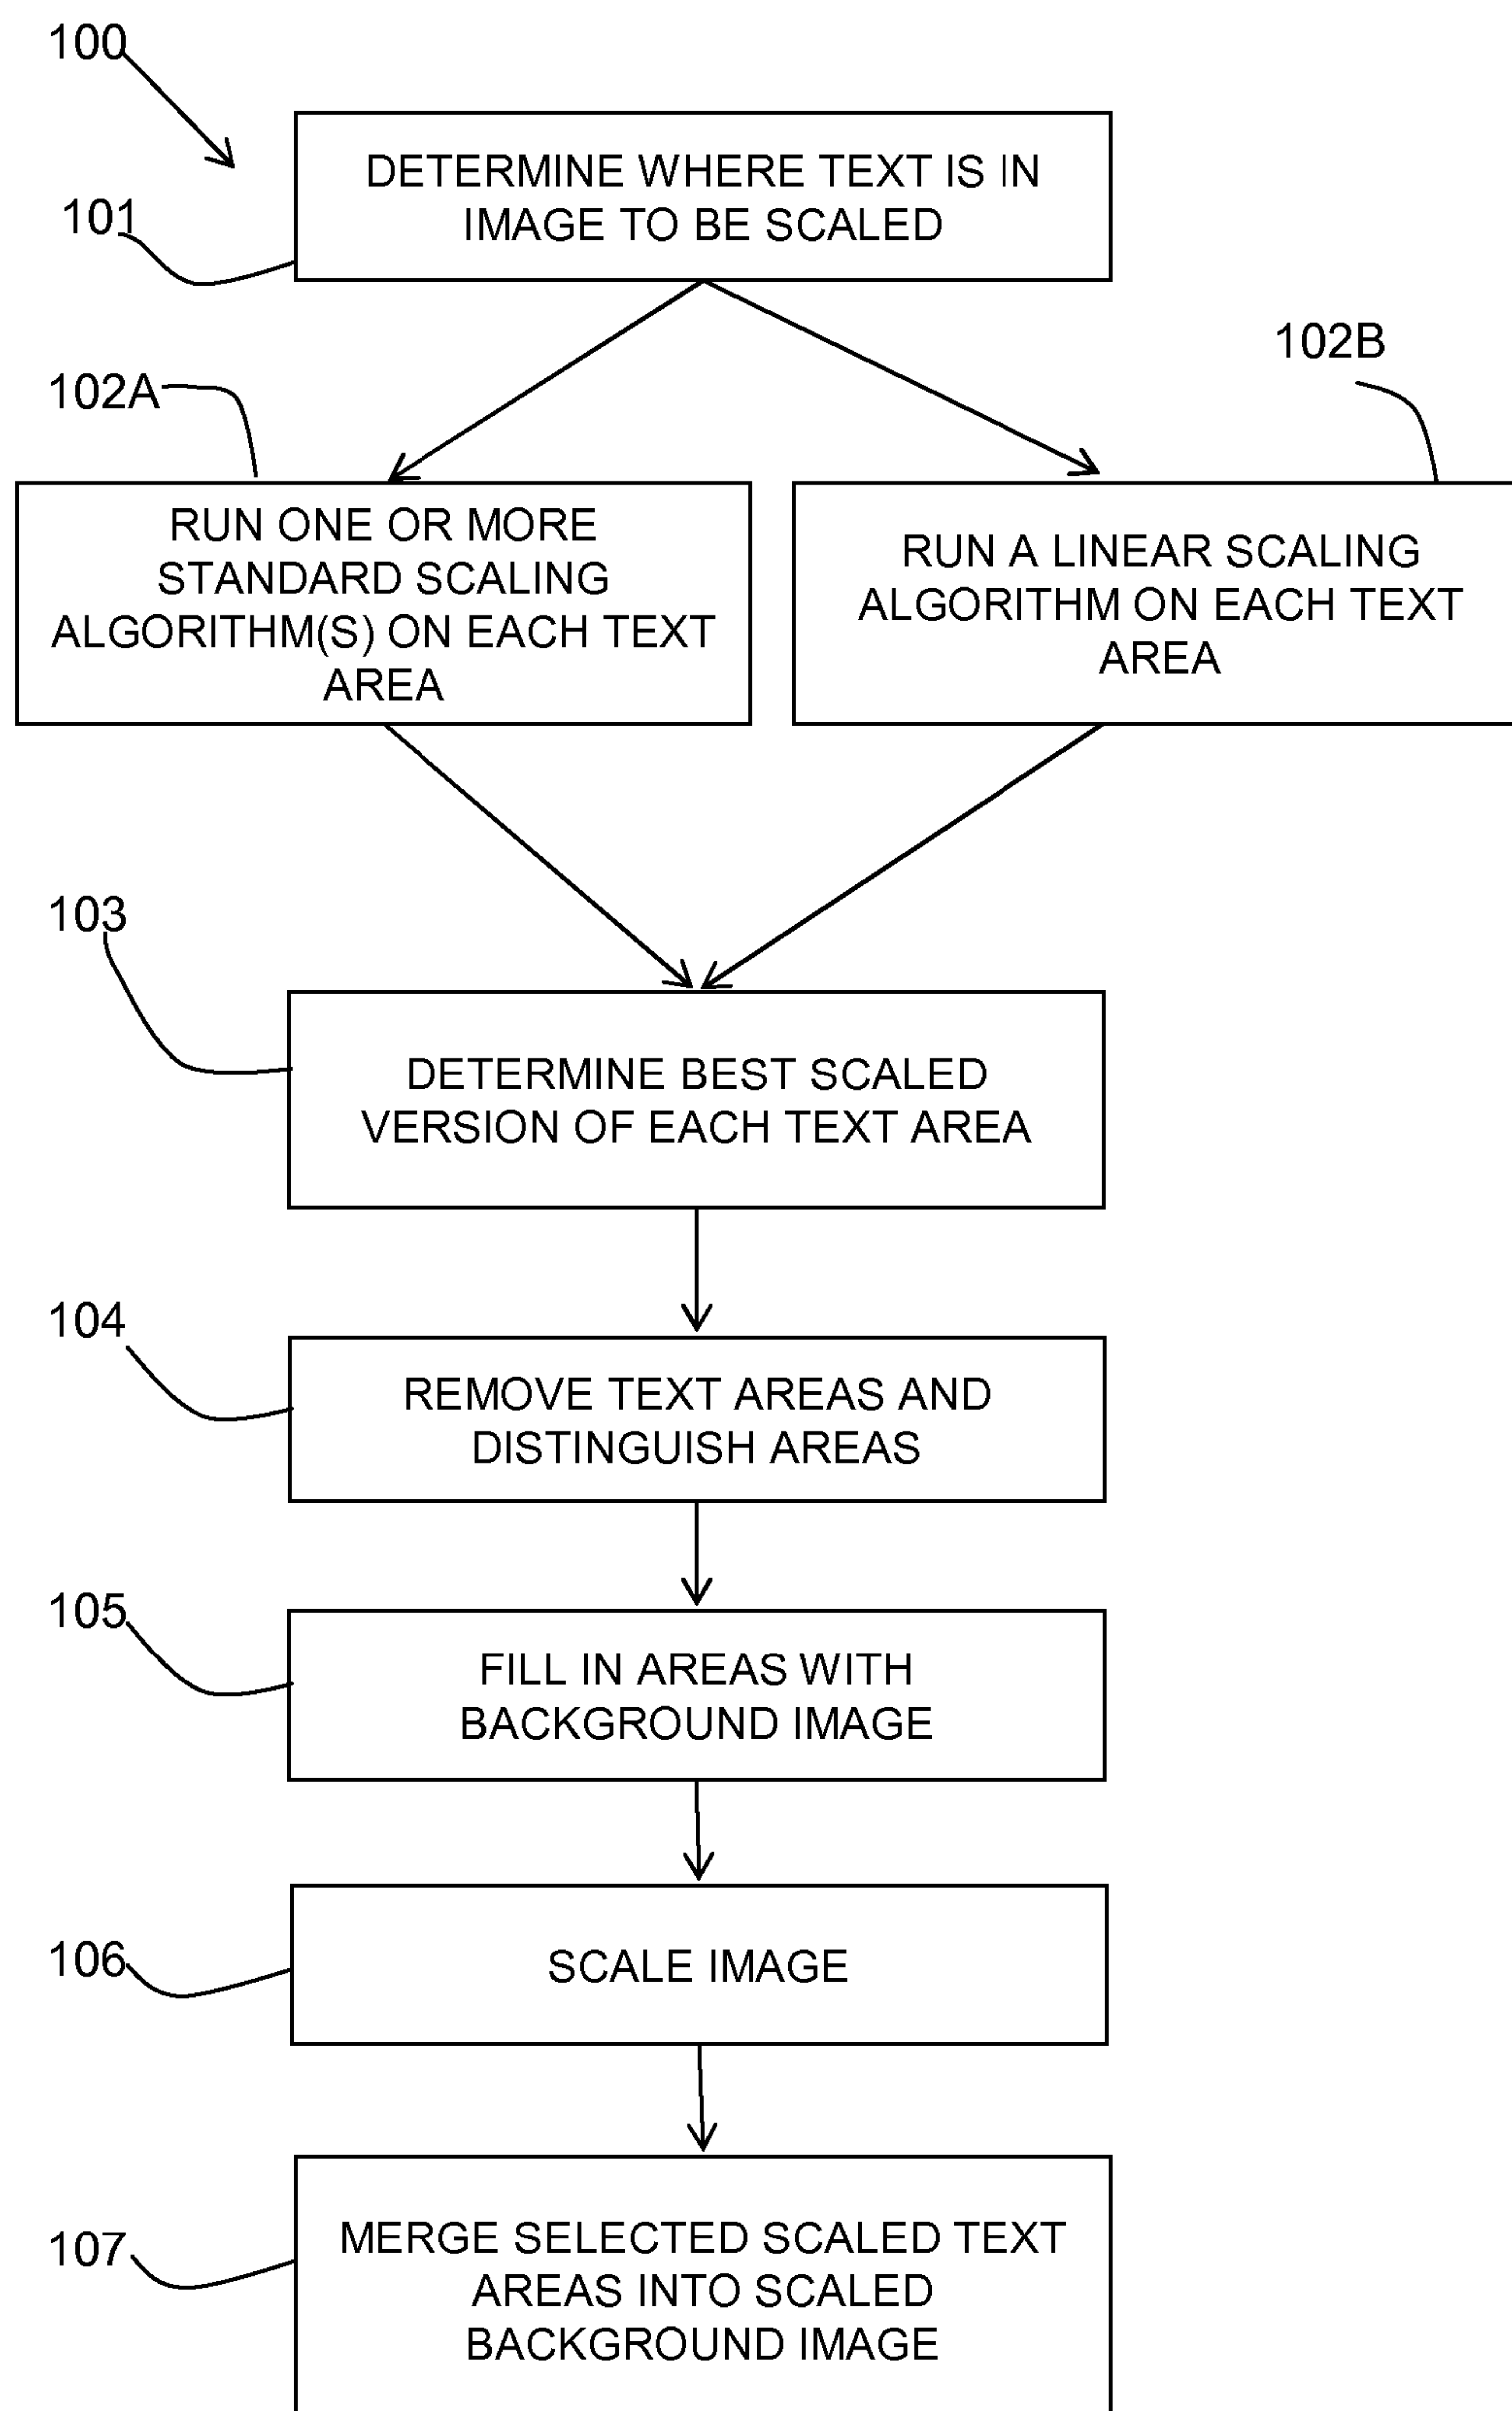 100
DETERMINE WHERE TEXT IS IN
IMAGE TO BE SCALED
101
102B
102A
RUN ONE OR MORE
STANDARD SCALING
ALGORITHM(S) ON EACH TEXT
AREA
RUN A LINEAR SCALING
ALGORITHM ON EACH TEXT
AREA
103
DETERMINE BEST SCALED
VERSION OF EACH TEXT AREA
104
REMOVE TEXT AREAS AND
DISTINGUISH AREAS
105
FILL IN AREAS WITH
BACKGROUND IMAGE
106
SCALE IMAGE
107
MERGE SELECTED SCALED TEXT
AREAS INTO SCALED
BACKGROUND IMAGE